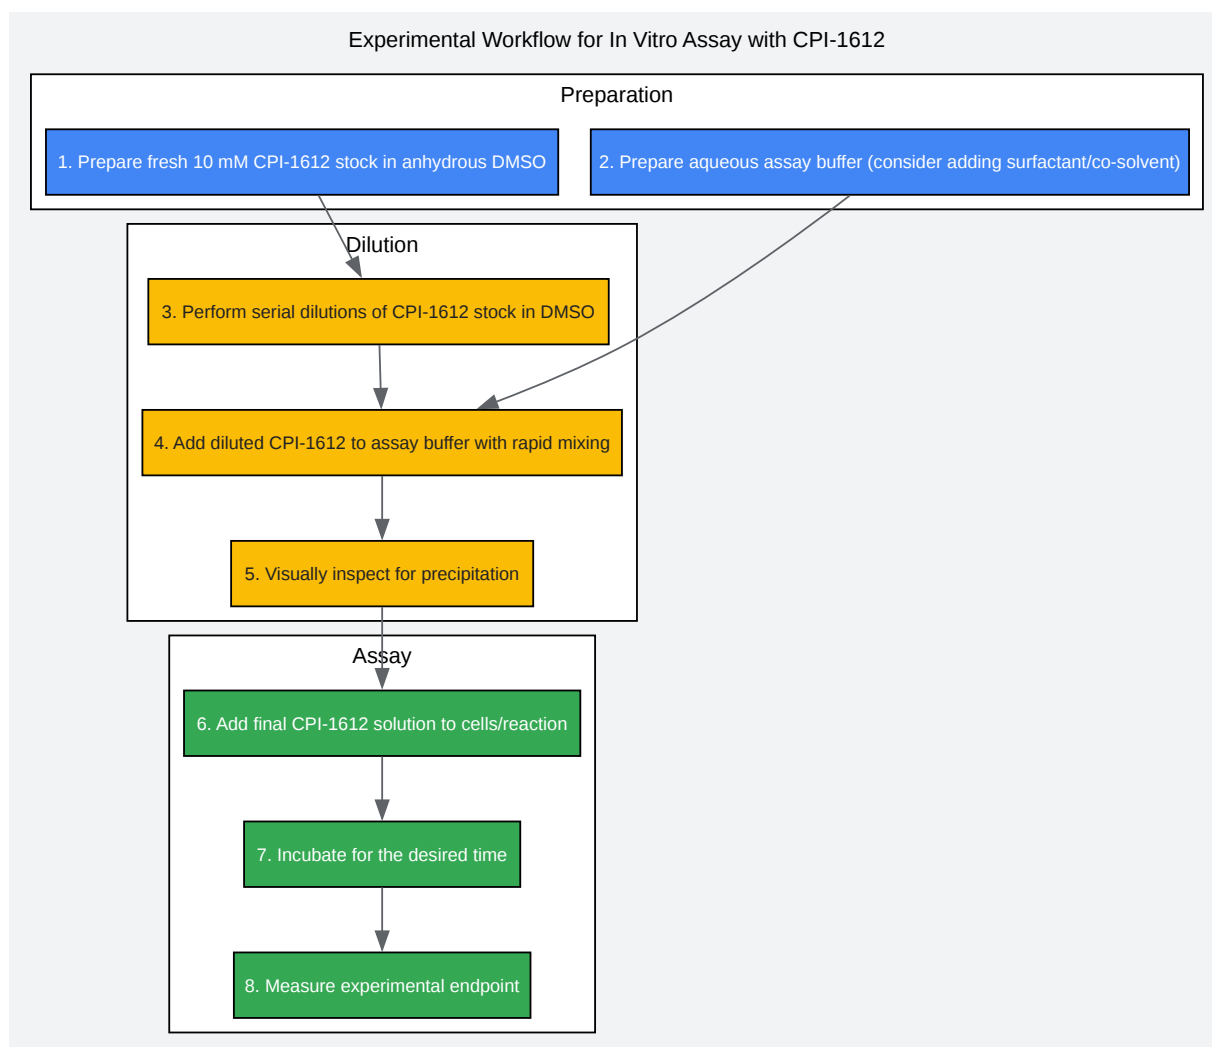 Experimental Workflow for In Vitro Assay with CPI-1612
Preparation
1. Prepare fresh 10 mM CPI-1612 stock in anhydrous DMSO
2. Prepare aqueous assay buffer (consider adding surfactant/co-solvent)
Dilution
3. Perform serial dilutions of CPI-1612 stock in DMSO
4. Add diluted CPI-1612 to assay buffer with rapid mixing
5. Visually inspect for precipitation
Assay
6. Add final CPI-1612 solution to cells/reaction
7. Incubate for the desired time
8. Measure experimental endpoint